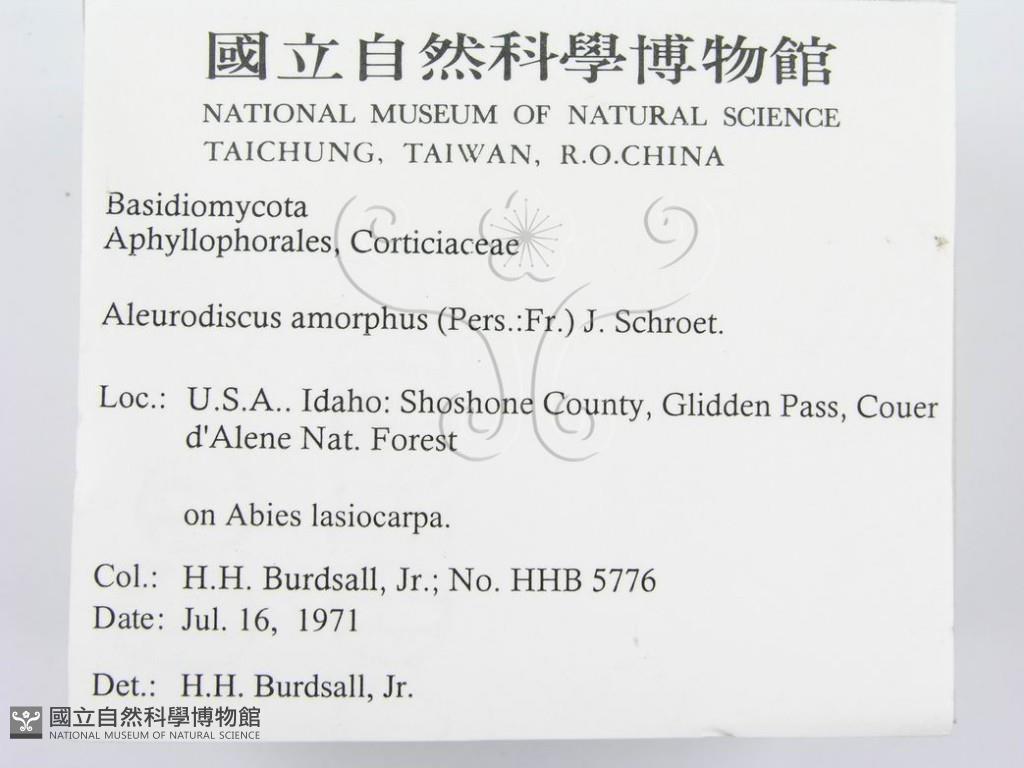 國立自然科學博物館
NATIONAL MUSEUM OF NATURAL SCIENCE
TAICHUNG, TAIWAN, R.O.CHINA
Basidiomycota
Aphyllophorales, Corticiaceae
Aleurodiscus amorphus (Pers.:Fr.) J. Schroet.
Loc.: U.S.A.. Idaho: Shoshone County, Glidden Pass, Couer
d'Alene Nat. Forest
on Abies lasiocarpa.
Col.: H.H. Burdsall, Jr.; No. HHB 5776
Date: Jul. 16, 1971
Det.: H.H. Burdsall, Jr.
國立自然科學博物館
NATIONAL MUSEUM OF NATURAL SCIENCE